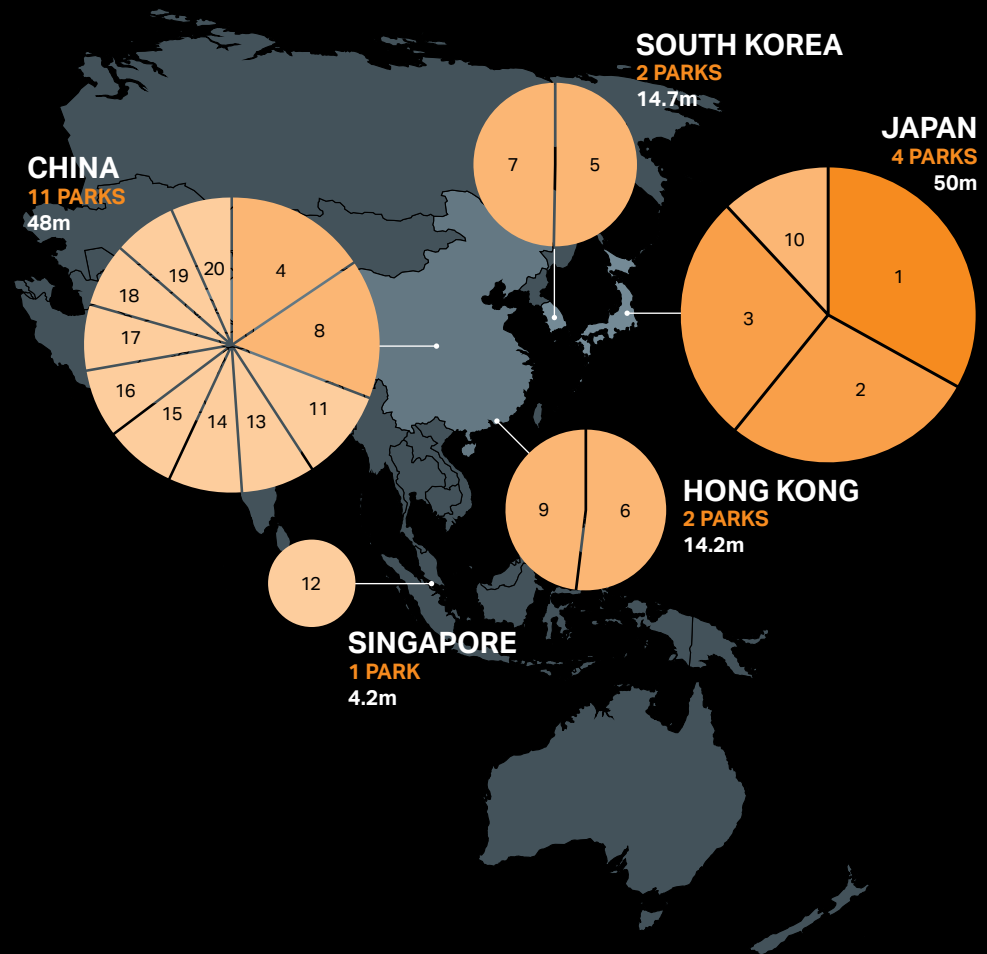 SOUTH KOREA
2 PARKS
14.7m
7
5
JAPAN
4 PARKS
50m
10
1
3
2
CHINA
11 PARKS
48m
20
19
4
18
8
17
16
11
15
14
13
HONG KONG
2 PARKS
14.2m
9
6
12
SINGAPORE
1 PARK
4.2m